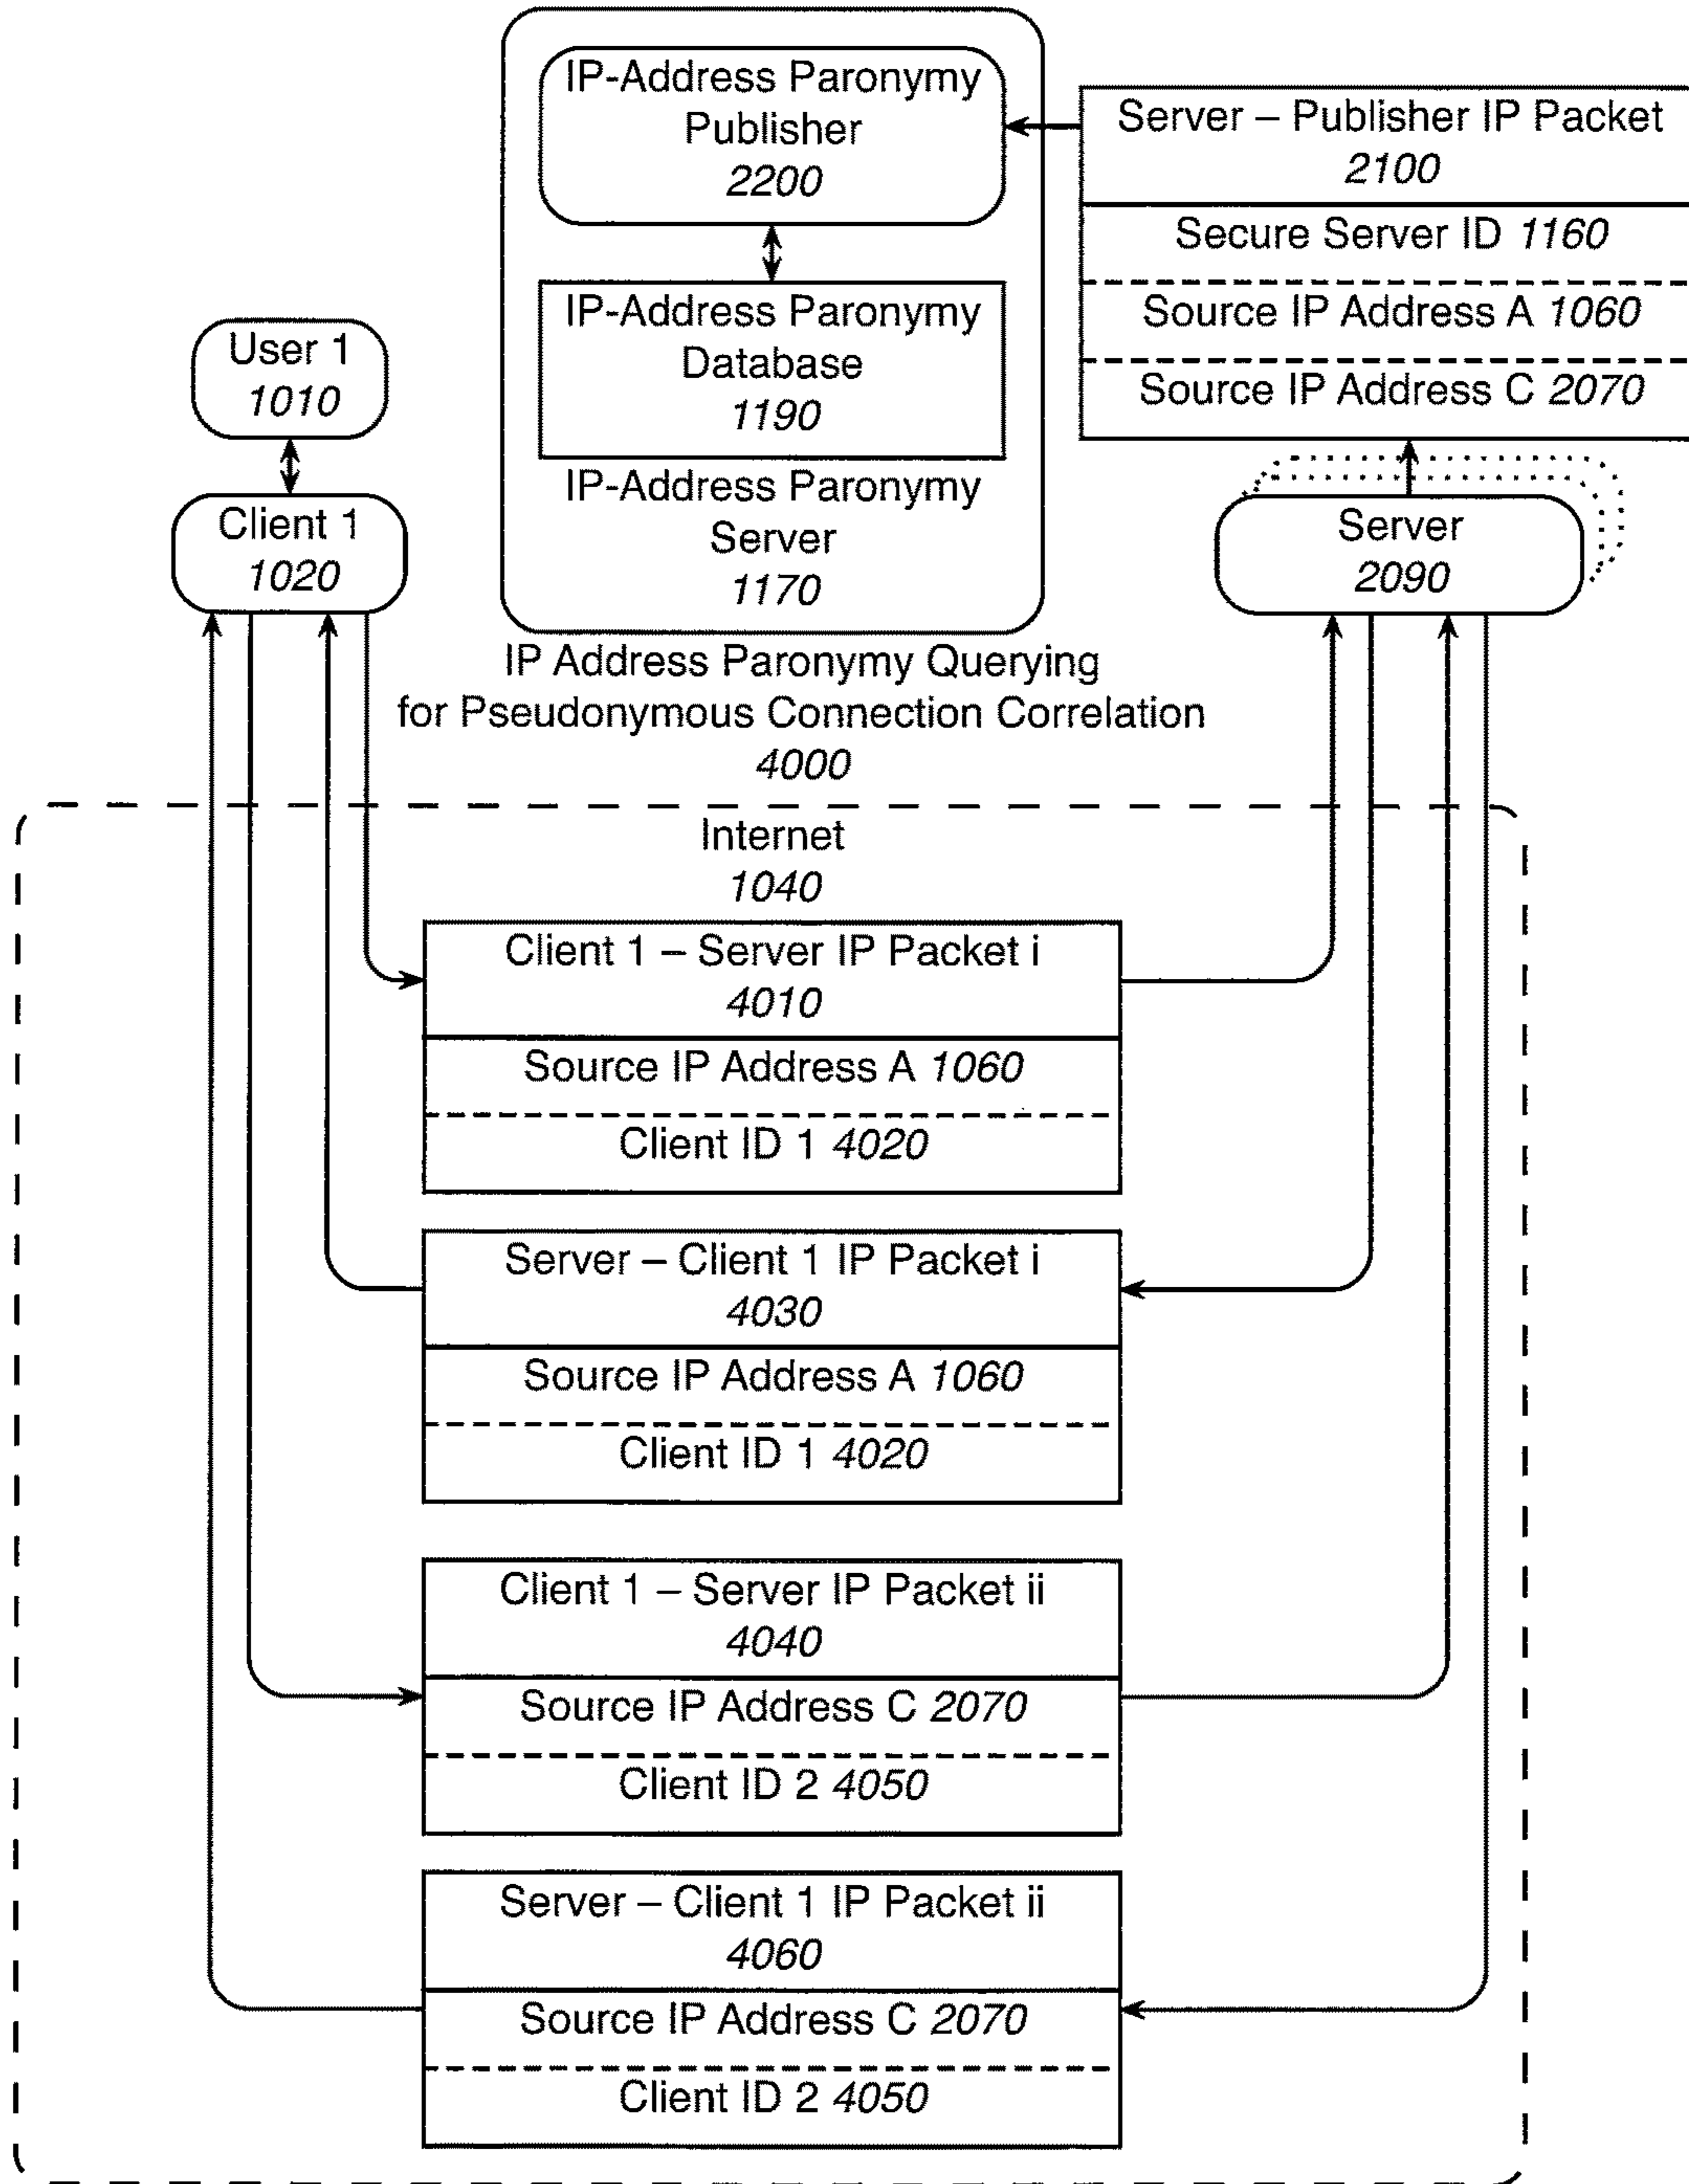 IP-Address Paronymy
Publisher
2200
IP-Address Paronymy
Database
1190
IP-Address Paronymy
Server
1170
Server – Publisher IP Packet
2100
Secure Server ID 1160
Source IP Address A 1060
Source IP Address C 2070
User 1
1010
Client 1
1020
Server
2090
IP Address Paronymy Querying
for Pseudonymous Connection Correlation
4000
Internet
1040
Client 1 – Server IP Packet i
4010
Source IP Address A 1060
Client ID 1 4020
Server – Client 1 IP Packet i
4030
Source IP Address A 1060
Client ID 1 4020
Client 1 – Server IP Packet ii
4040
Source IP Address C 2070
Client ID 2 4050
Server – Client 1 IP Packet ii
4060
Source IP Address C 2070
Client ID 2 4050